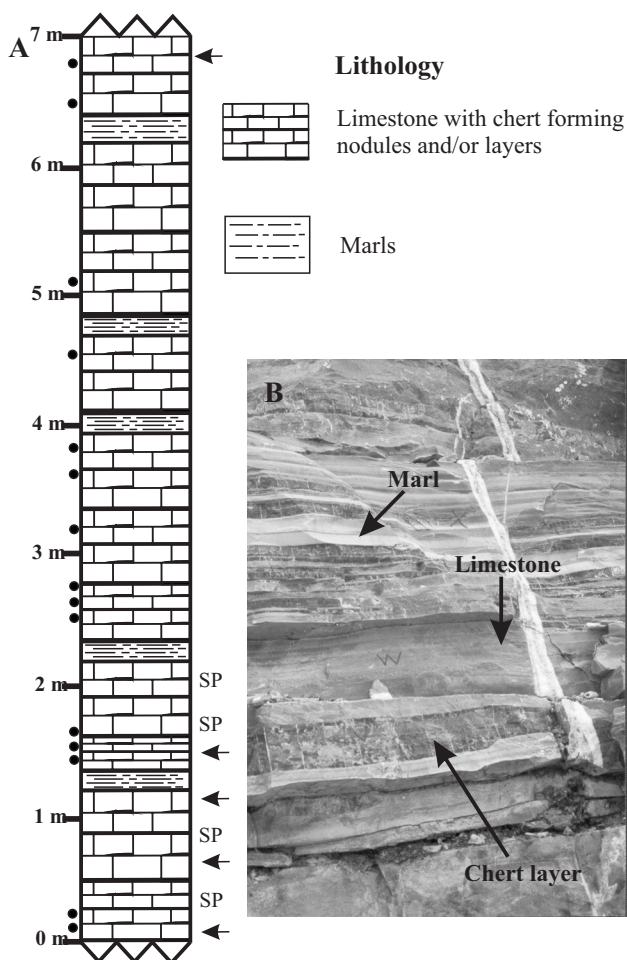 A
7 m
6 m
5 m
4 m
3 m
2 m
1 m
0 m
SP
SP
SP
SP
Lithology
Limestone with chert forming
nodules and/or layers
Marls
B
Marl
Limestone
Chert layer